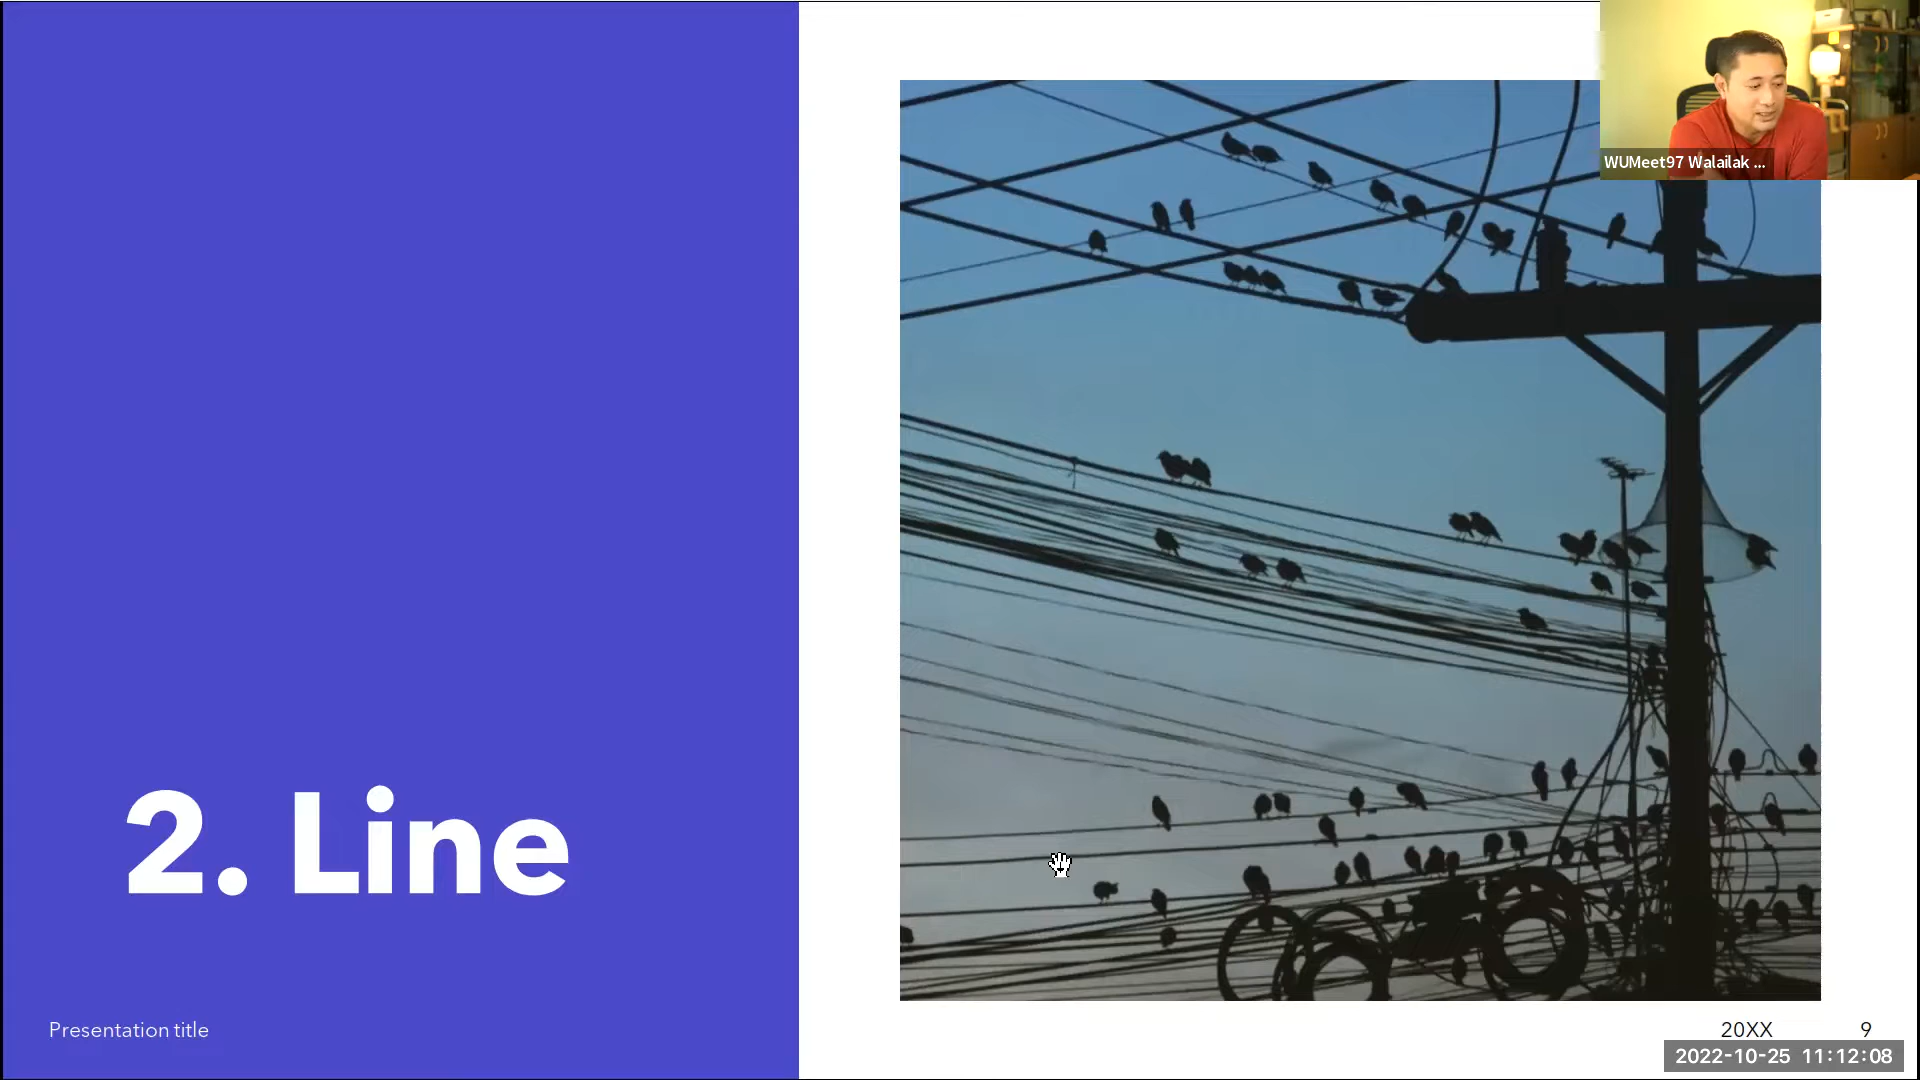 WUMeet97 Walailak ...
2. Line
Presentation title
20XX
9
2022-10-25 11:12:08